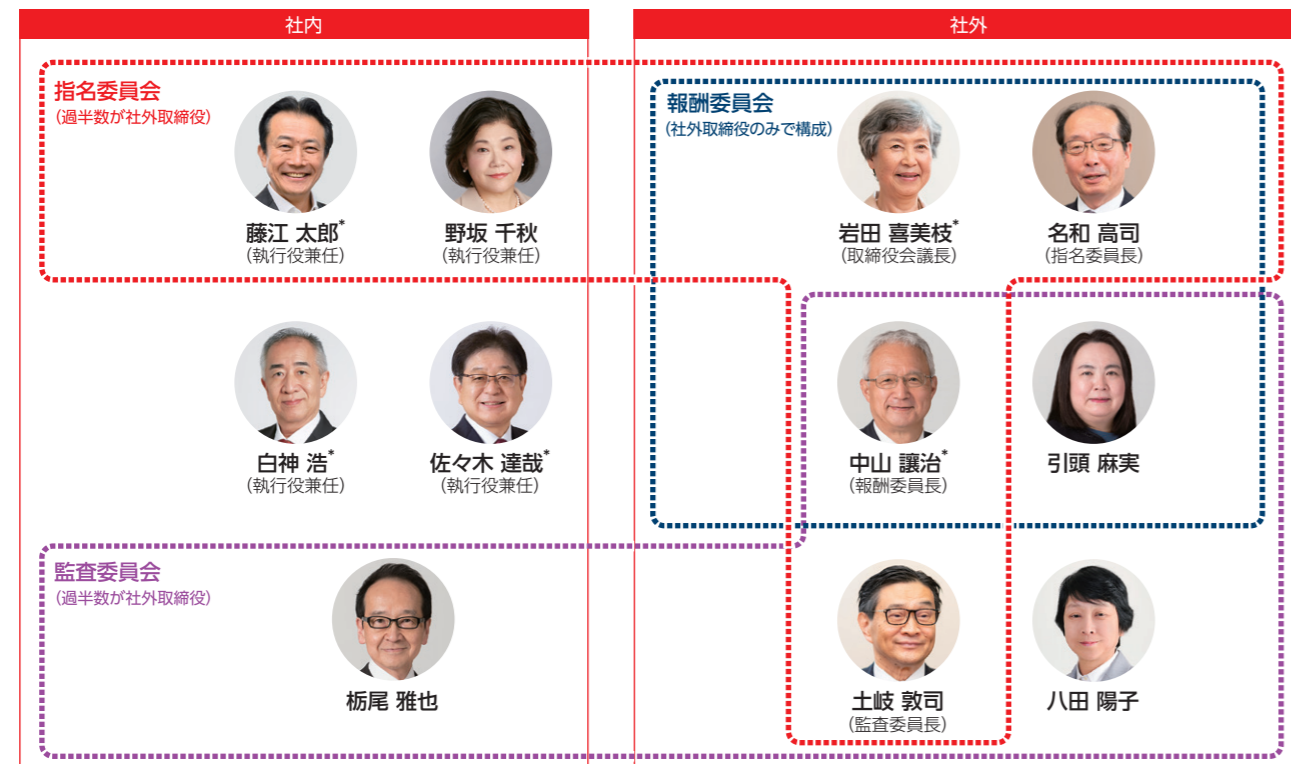 社内
社外
指名委員会
(過半数が社外取締役)
報酬委員会
(社外取締役のみで構成)
藤江 太郎*
(執行役兼任)
野坂 千秋
(執行役兼任)
岩田 喜美枝*
(取締役会議長)
名和 高司
(指名委員長)
白神 浩*
(執行役兼任)
佐々木 達哉*
(執行役兼任)
中山 讓治*
(報酬委員長)
引頭 麻実
監査委員会
(過半数が社外取締役)
栃尾 雅也
土岐 敦司
(監査委員長)
八田 陽子